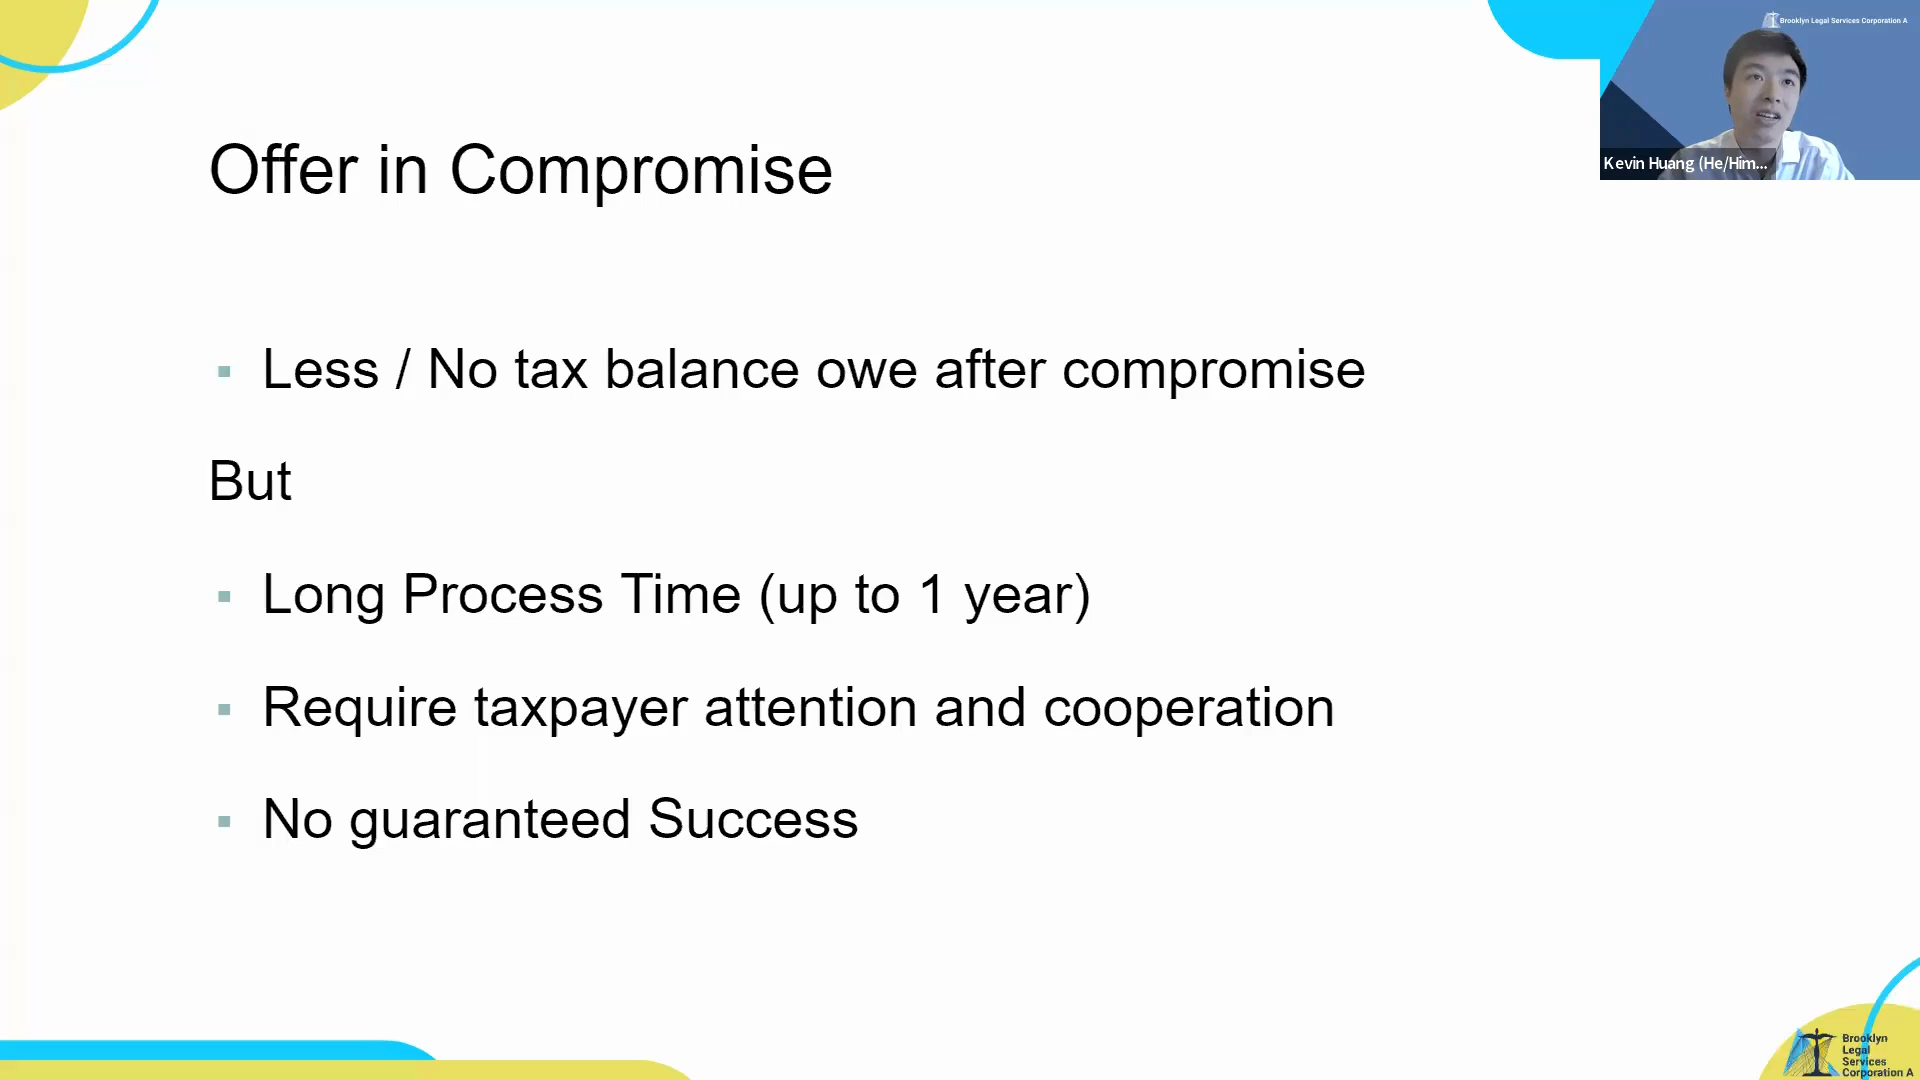 Brooklyn Legal Services Corporation A
Kevin Huang (He/Him...
Offer in Compromise
Less / No tax balance owe after compromise
But
Long Process Time (up to 1 year)
Require taxpayer attention and cooperation
No guaranteed Success
Brooklyn
Legal
Services
Corporation A